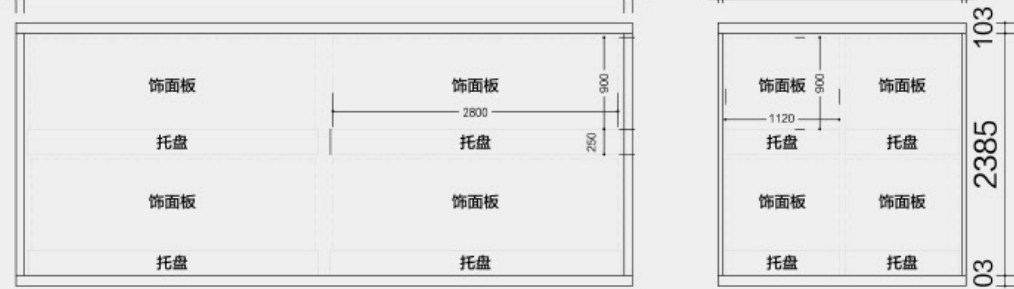 103
饰面板 饰面板 900 饰面板 900 饰面板
2800 1120
托盘 托盘 250 托盘 托盘
2385
饰面板 饰面板 饰面板 饰面板
托盘 托盘 托盘 托盘
03